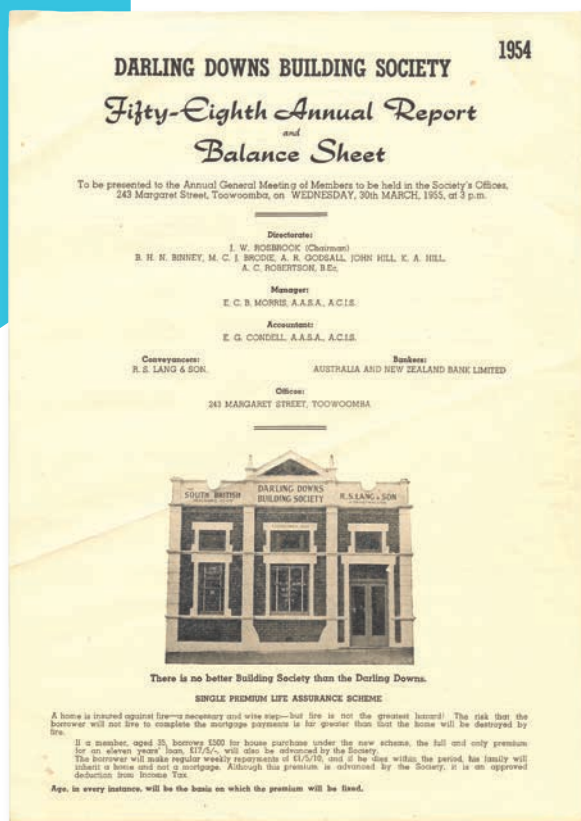 1954
DARLING DOWNS BUILDING SOCIETY
Fifty-Eighth Annual Report
and
Balance Sheet
To be presented to the Annual General Meeting of Members to be held in the Society's Offices,
243 Margaret Street, Toowoomba, on WEDNESDAY, 30th MARCH, 1955, at 3 p.m.
Directorate:
J. W. ROSBROOK (Chairman)
B. H. N. BINNEY, M. C. J. BRODIE, A. R. GODSALL, JOHN HILL, K. A. HILL,
A. C. ROBERTSON, B.Ec.
Manager:
E. C. B. MORRIS, A.A.S.A., A.C.I.S.
Accountant:
E. G. CONDELL, A.A.S.A., A.C.I.S.
Conveyancers:
R. S. LANG & SON.
Bankers:
AUSTRALIA AND NEW ZEALAND BANK LIMITED
Offices:
243 MARGARET STREET, TOOWOOMBA
SOUTH BRITISH
DARLING DOWNS
BUILDING SOCIETY
R.S. LANG & SON
There is no better Building Society than the Darling Downs.
SINGLE PREMIUM LIFE ASSURANCE SCHEME
A home is insured against fire—a necessary and wise step—but fire is not the greatest hazard! The risk that the
borrower will not live to complete the mortgage payments is far greater than that the home will be destroyed by
fire.
If a member, aged 35, borrows £500 for house purchase under the new scheme, the full and only premium
for an eleven years' loan, £17/5/-, will also be advanced by the Society.
The borrower will make regular weekly repayments of £1/5/10, and if he dies within the period, his family will
inherit a home and not a mortgage. Although this premium is advanced by the Society, it is an approved
deduction from Income Tax.
Age, in every instance, will be the basis on which the premium will be fixed.